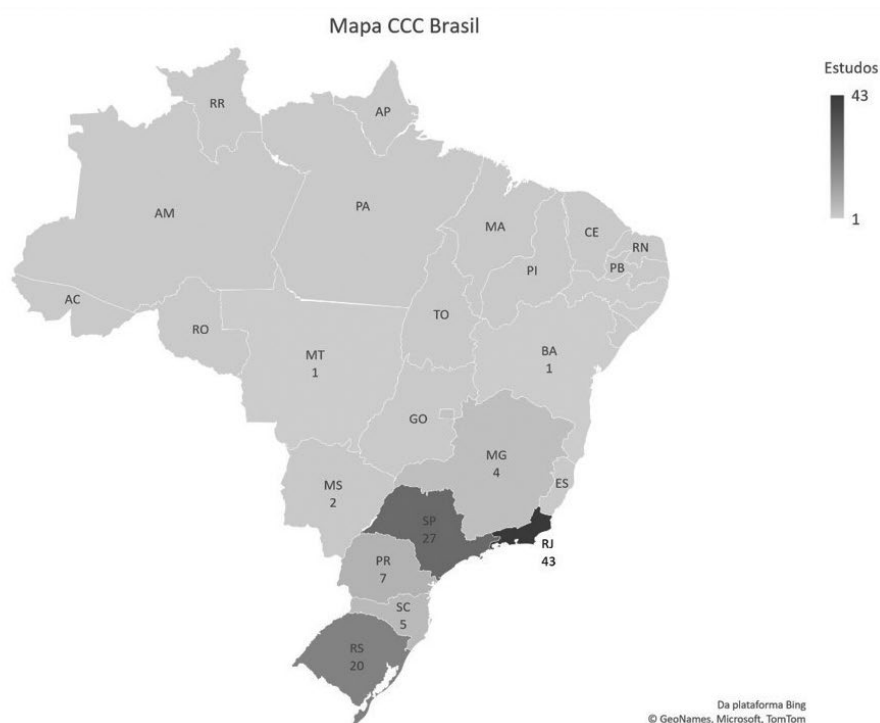 Mapa CCC Brasil
Estudos
43
1
RR
AP
AM
PA
MA
CE
RN
PB
PI
AC
RO
TO
MT
1
BA
1
GO
MG
4
ES
MS
2
SP
27
RJ
43
PR
7
SC
5
RS
20
Da plataforma Bing
© GeoNames, Microsoft, TomTom